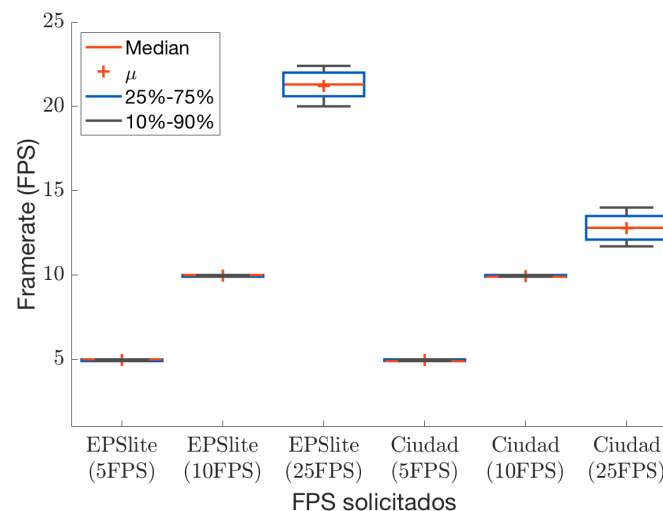 25
20
15
10
5
Framerate (FPS)
Median
μ
25%-75%
10%-90%
EPSlite EPSlite EPSlite Ciudad Ciudad Ciudad
(5FPS) (10FPS) (25FPS) (5FPS) (10FPS) (25FPS)
FPS solicitados